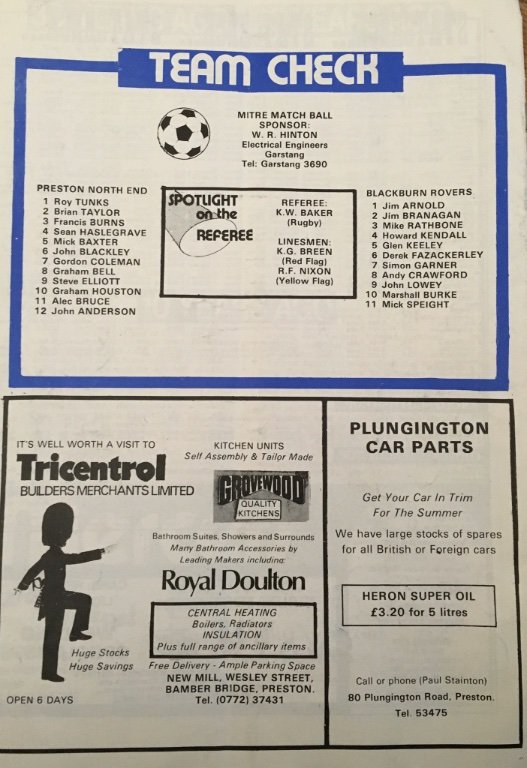 TEAM CHECK
MITRE MATCH BALL
SPONSOR:
W. R. HINTON
Electrical Engineers
Garstang
Tel: Garstang 3690
PRESTON NORTH END
1 Roy TUNKS
2 Brian TAYLOR
3 Francis BURNS
4 Sean HASLEGRAVE
5 Mick BAXTER
6 John BLACKLEY
7 Gordon COLEMAN
8 Graham BELL
9 Steve ELLIOTT
10 Graham HOUSTON
11 Alec BRUCE
12 John ANDERSON
SPOTLIGHT
on the
REFEREE
REFEREE:
K.W. BAKER
(Rugby)
LINESMEN:
K.G. BREEN
(Red Flag)
R.F. NIXON
(Yellow Flag)
BLACKBURN ROVERS
1 Jim ARNOLD
2 Jim BRANAGAN
3 Mike RATHBONE
4 Howard KENDALL
5 Glen KEELEY
6 Derek FAZACKERLEY
7 Simon GARNER
8 Andy CRAWFORD
9 John LOWEY
10 Marshall BURKE
11 Mick SPEIGHT
IT'S WELL WORTH A VISIT TO
Tricentrol
BUILDERS MERCHANTS LIMITED
Huge Stocks
Huge Savings
OPEN 6 DAYS
KITCHEN UNITS
Self Assembly & Tailor Made
GROVEWOOD
QUALITY
KITCHENS
Bathroom Suites, Showers and Surrounds
Many Bathroom Accessories by
Leading Makers including:
Royal Doulton
CENTRAL HEATING
Boilers, Radiators
INSULATION
Plus full range of ancillary items
Free Delivery - Ample Parking Space
NEW MILL, WESLEY STREET,
BAMBER BRIDGE, PRESTON.
Tel. (0772) 37431
PLUNGINGTON
CAR PARTS
Get Your Car In Trim
For The Summer
We have large stocks of spares
for all British or Foreign cars
HERON SUPER OIL
£3.20 for 5 litres
Call or phone (Paul Stainton)
80 Plungington Road, Preston.
Tel. 53475